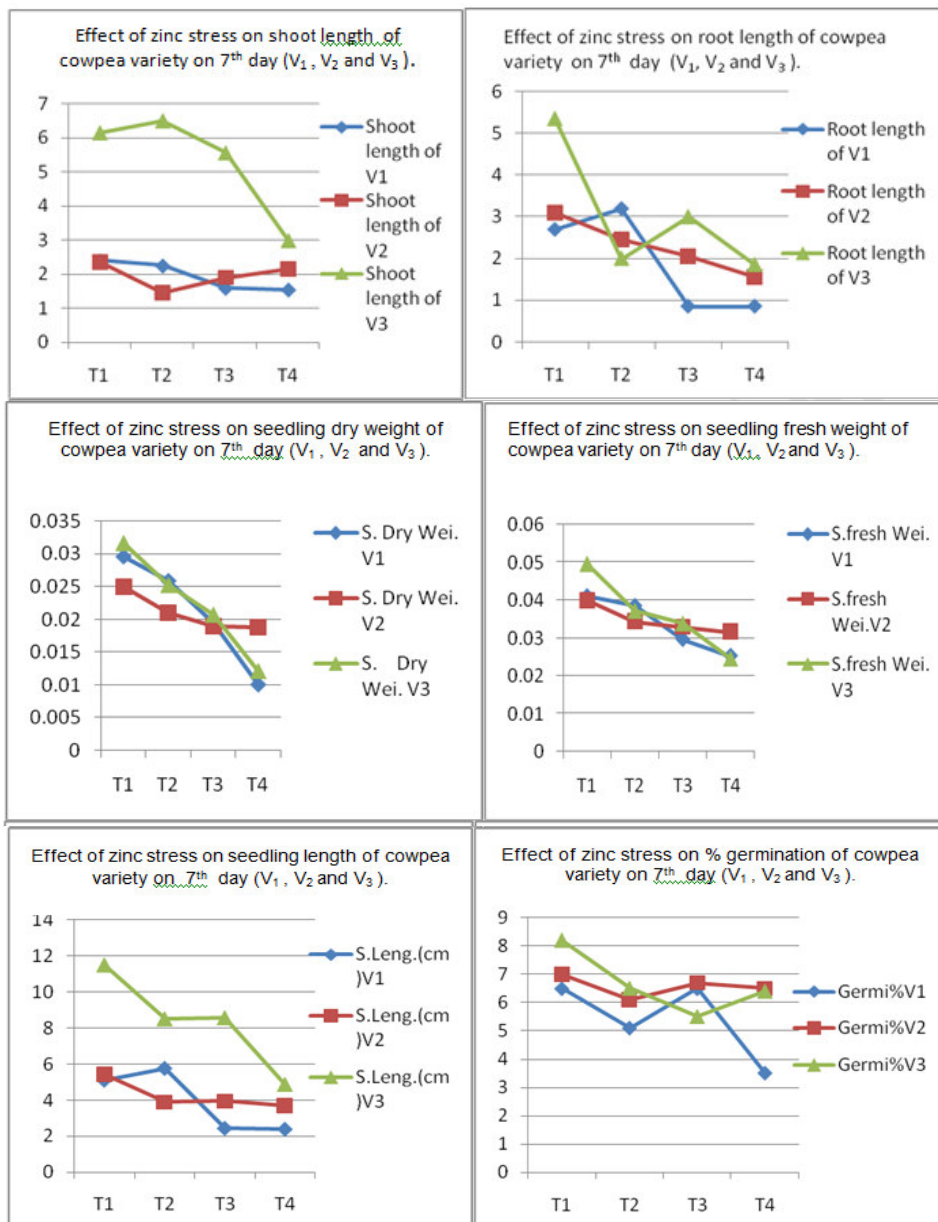 Effect of zinc stress on shoot length of
cowpea variety on 7th day (V1 , V2 and V3 ).
7
6
5
4
3
2
1
0
T1 T2 T3 T4
Shoot
length of
V1
Shoot
length of
V2
Shoot
length of
V3
Effect of zinc stress on root length of cowpea
variety on 7th day (V1, V2 and V3 ).
6
5
4
3
2
1
0
T1 T2 T3 T4
Root length
of V1
Root length
of V2
Root length
of V3
Effect of zinc stress on seedling dry weight of
cowpea variety on 7th day (V1 , V2 and V3 ).
0.035
0.03
0.025
0.02
0.015
0.01
0.005
0
T1 T2 T3 T4
S. Dry Wei.
V1
S. Dry Wei.
V2
S. Dry
Wei. V3
Effect of zinc stress on seedling fresh weight of
cowpea variety on 7th day (V1, V2 and V3 ).
0.06
0.05
0.04
0.03
0.02
0.01
0
T1 T2 T3 T4
S.fresh Wei.
V1
S.fresh
Wei.V2
S.fresh Wei.
V3
Effect of zinc stress on seedling length of cowpea
variety on 7th day (V1 , V2 and V3 ).
14
12
10
8
6
4
2
0
T1 T2 T3 T4
S.Leng.(cm
)V1
S.Leng.(cm
)V2
S.Leng.(cm
)V3
Effect of zinc stress on % germination of cowpea
variety on 7th day (V1 , V2 and V3 ).
9
8
7
6
5
4
3
2
1
0
T1 T2 T3 T4
Germi%V1
Germi%V2
Germi%V3